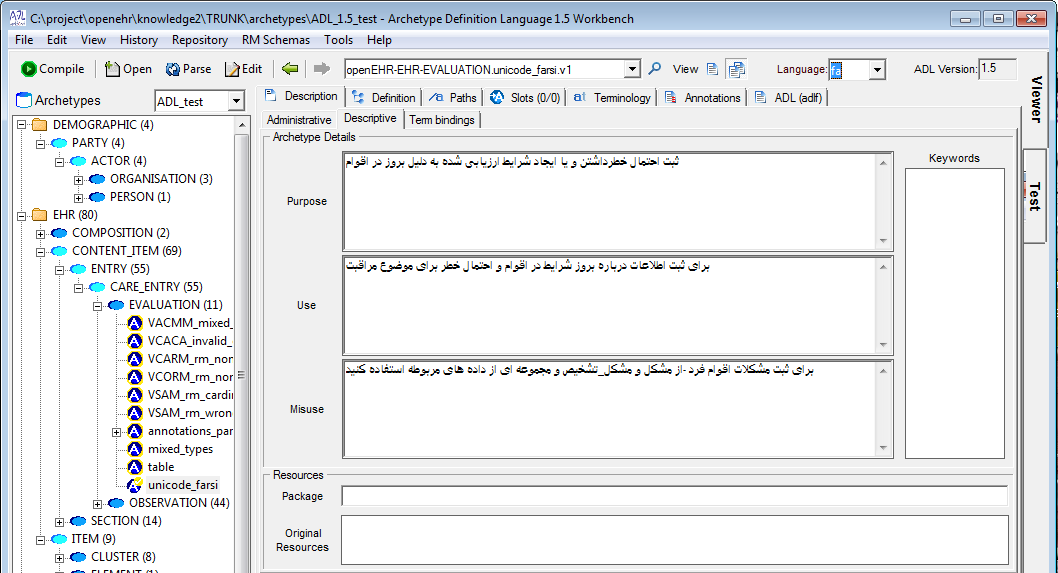 C:\project\openehr\knowledge2\TRUNK\archetypes\ADL_1.5_test - Archetype Definition Language 1.5 Workbench
File Edit View History Repository RM Schemas Tools Help
Compile Open Parse Edit openEHR-EHR-EVALUATION.unicode_farsi.v1 View Language: fa ADL Version: 1.5
Archetypes ADL_test
DEMOGRAPHIC (4)
PARTY (4)
ACTOR (4)
ORGANISATION (3)
PERSON (1)
EHR (80)
COMPOSITION (2)
CONTENT_ITEM (69)
ENTRY (55)
CARE_ENTRY (55)
EVALUATION (11)
VACMM_mixed_
VCACA_invalid_
VCARM_rm_non
VCORM_rm_nor
VSAM_rm_cardi
VSAM_rm_wron
annotations_par
mixed_types
table
unicode_farsi
OBSERVATION (44)
SECTION (14)
ITEM (9)
CLUSTER (8)
ELEMENT (1)
Description Definition Paths Slots (0/0) Terminology Annotations ADL (adf)
Administrative Descriptive Term bindings
Archetype Details
Purpose
ثبت احتمال خطرداشتن و یا ایجاد شرایط ارزیابی شده به دلیل بروز در اقوام
Keywords
Use
برای ثبت اطلاعات درباره بروز شرایط در اقوام و احتمال خطر برای موضوع مراقبت
Misuse
برای ثبت مشکلات اقوام فرد -از مشکل و مشکل_تشخیص و مجموعه ای از داده های مربوطه استفاده کنید
Resources
Package
Original
Resources
Viewer
Test